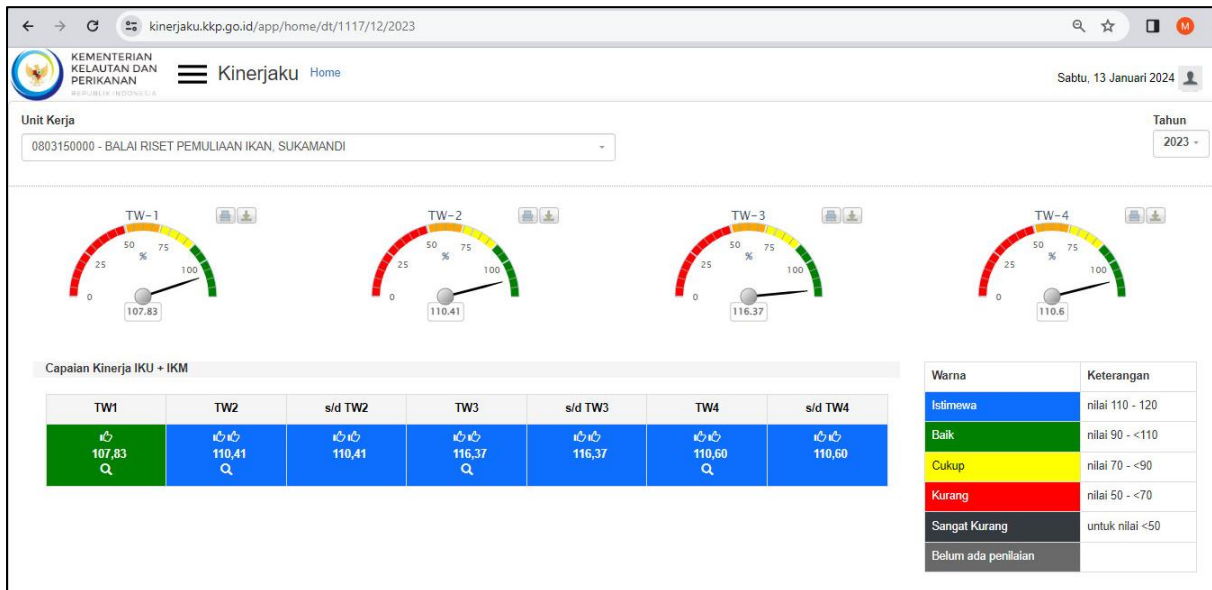 kinerjaku.kkp.go.id/app/home/dt/1117/12/2023
M
KEMENTERIAN
KELAUTAN DAN
PERIKANAN
REPUBLIK INDONESIA
Kinerjaku Home
Sabtu, 13 Januari 2024
Unit Kerja
Tahun
0803150000 - BALAI RISET PEMULIAAN IKAN, SUKAMANDI
2023
TW-1
0 25 50 75 100
%
107.83
TW-2
0 25 50 75 100
%
110.41
TW-3
0 25 50 75 100
%
116.37
TW-4
0 25 50 75 100
%
110.6
Capaian Kinerja IKU + IKM
TW1 TW2 s/d TW2 TW3 s/d TW3 TW4 s/d TW4
107,83 110,41 110,41 116,37 116,37 110,60 110,60
Warna Keterangan
Istimewa nilai 110 - 120
Baik nilai 90 - <110
Cukup nilai 70 - <90
Kurang nilai 50 - <70
Sangat Kurang untuk nilai <50
Belum ada penilaian